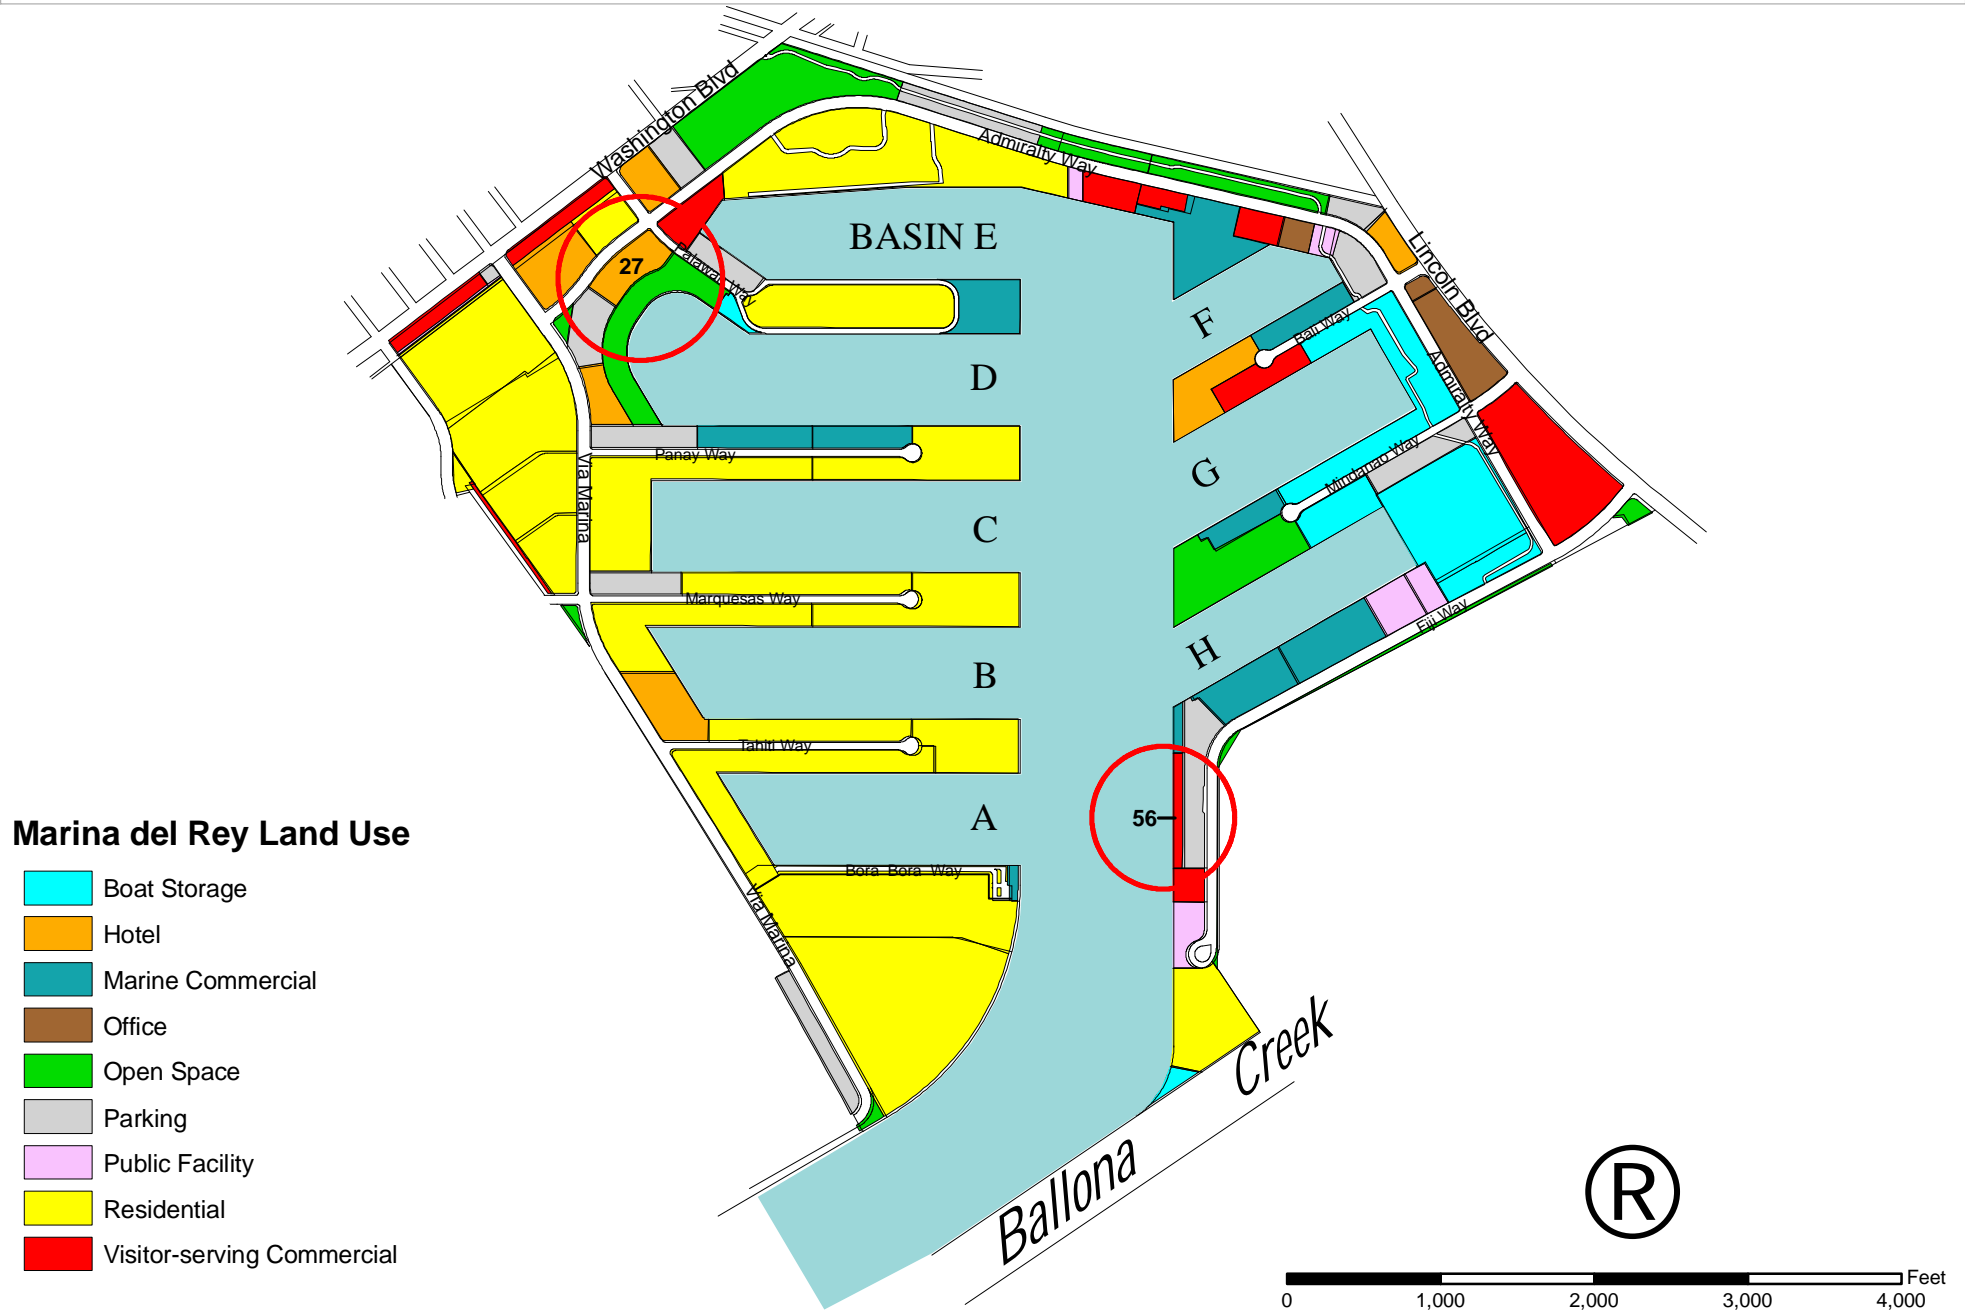 Washington Blvd
Admiralty Way
BASIN E
27
Palawan Way
Lincoln Blvd
F
Bali Way
D
Admiralty Way
Panay Way
Mindanao Way
G
Via Marina
C
Marquesas Way
Fiji Way
H
B
Tahiti Way
56
A
Marina del Rey Land Use
Boat Storage
Hotel
Marine Commercial
Office
Open Space
Parking
Public Facility
Residential
Visitor-serving Commercial
Bora Bora Way
Via Marina
Ballona Creek
®
Feet
0 1,000 2,000 3,000 4,000